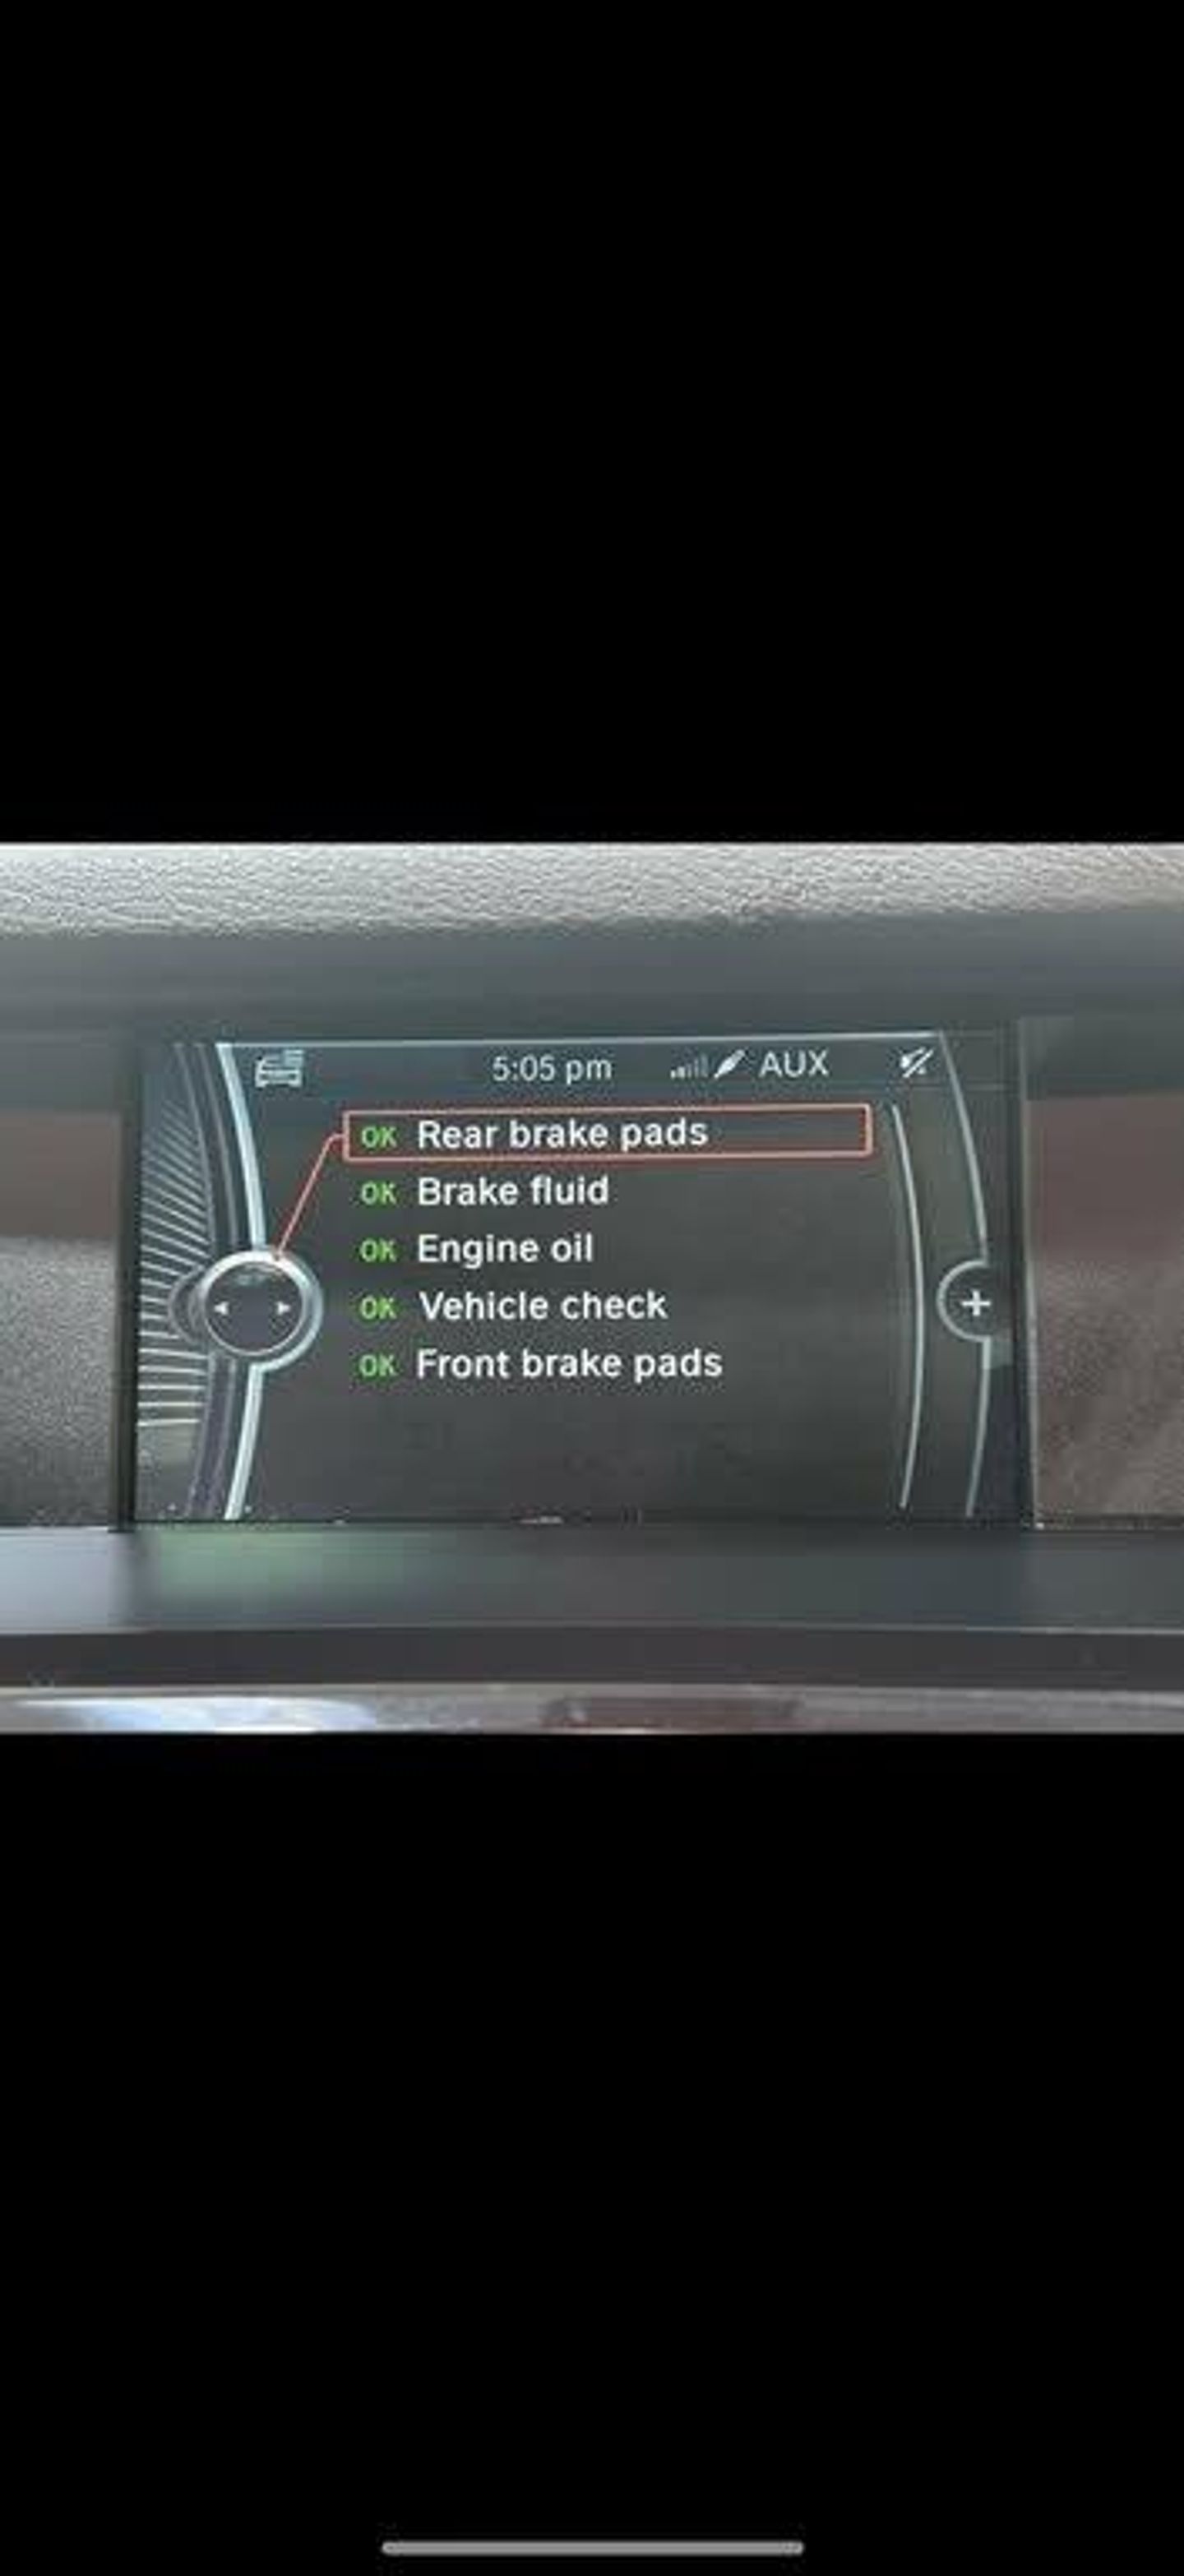 5:05 pm AUX
OK Rear brake pads
OK Brake fluid
OK Engine oil
OK Vehicle check
OK Front brake pads